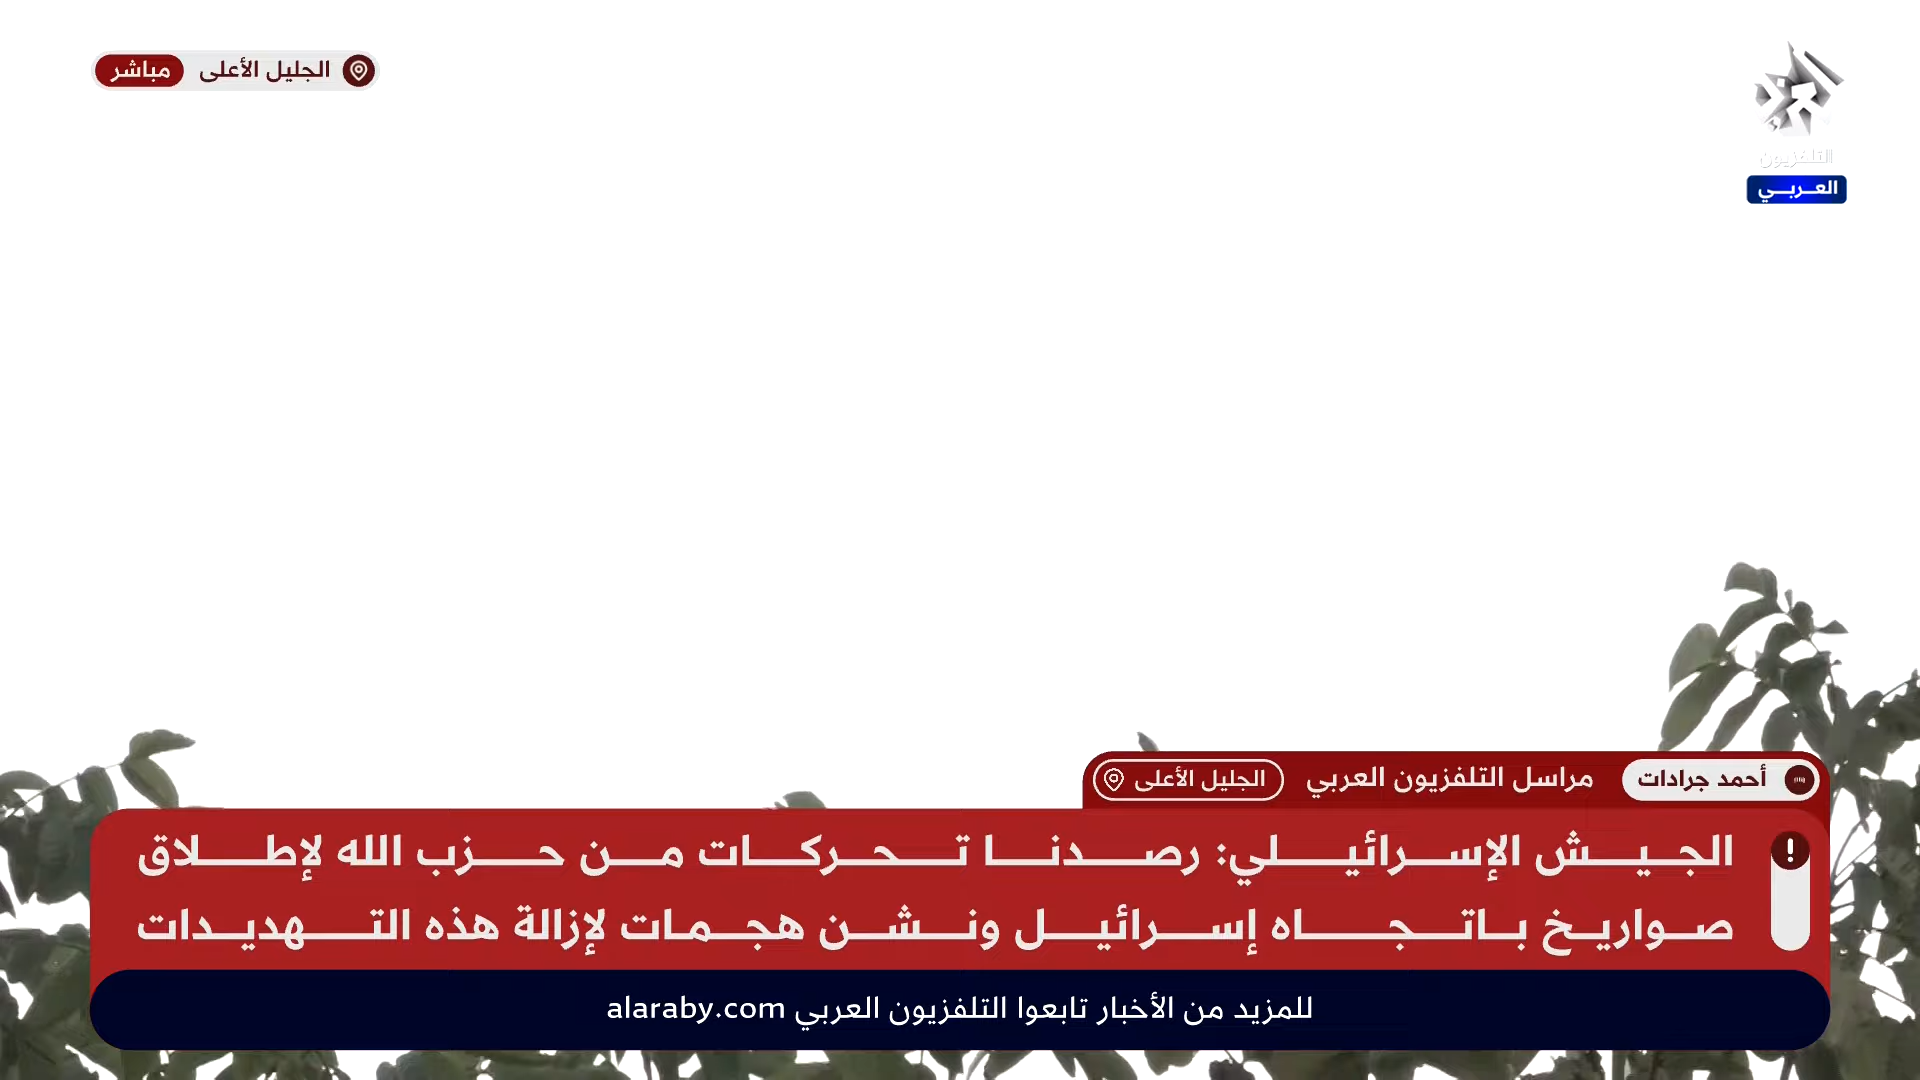 الجليل الأعلى مباشر
التلفزيون
العربي
أحمد جرادات مراسل التلفزيون العربي الجليل الأعلى
الجيش الإسرائيلي: رصدنا تحركات من حزب الله لإطلاق
صواريخ باتجاه إسرائيل ونشن هجمات لإزالة هذه التهديدات
للمزيد من الأخبار تابعوا التلفزيون العربي alaraby.com